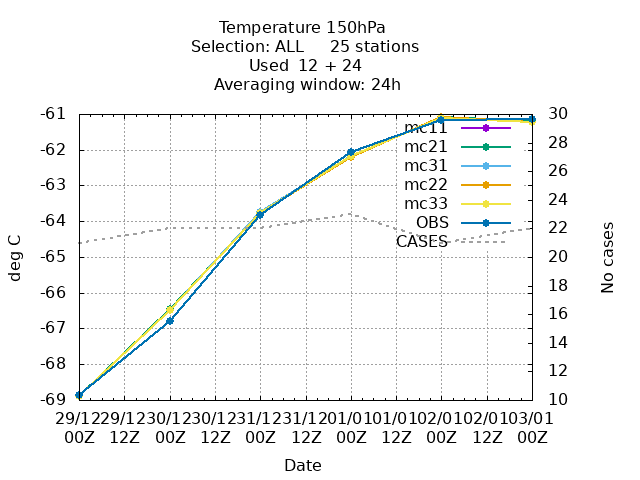 Temperature 150hPa
Selection: ALL 25 stations
Used 12 + 24
Averaging window: 24h
-61 30
mc11
28
-62 mc21
26
mc31
-63 mc22
24
mc33
-64 OBS 22
CASES
-65 20
deg C
No cases
18
-66
16
-67
14
-68
12
-69 10
29/12 29/12 30/12 30/12 31/12 31/12 01/01 01/01 02/01 02/01 03/01
00Z 12Z 00Z 12Z 00Z 12Z 00Z 12Z 00Z 12Z 00Z
Date